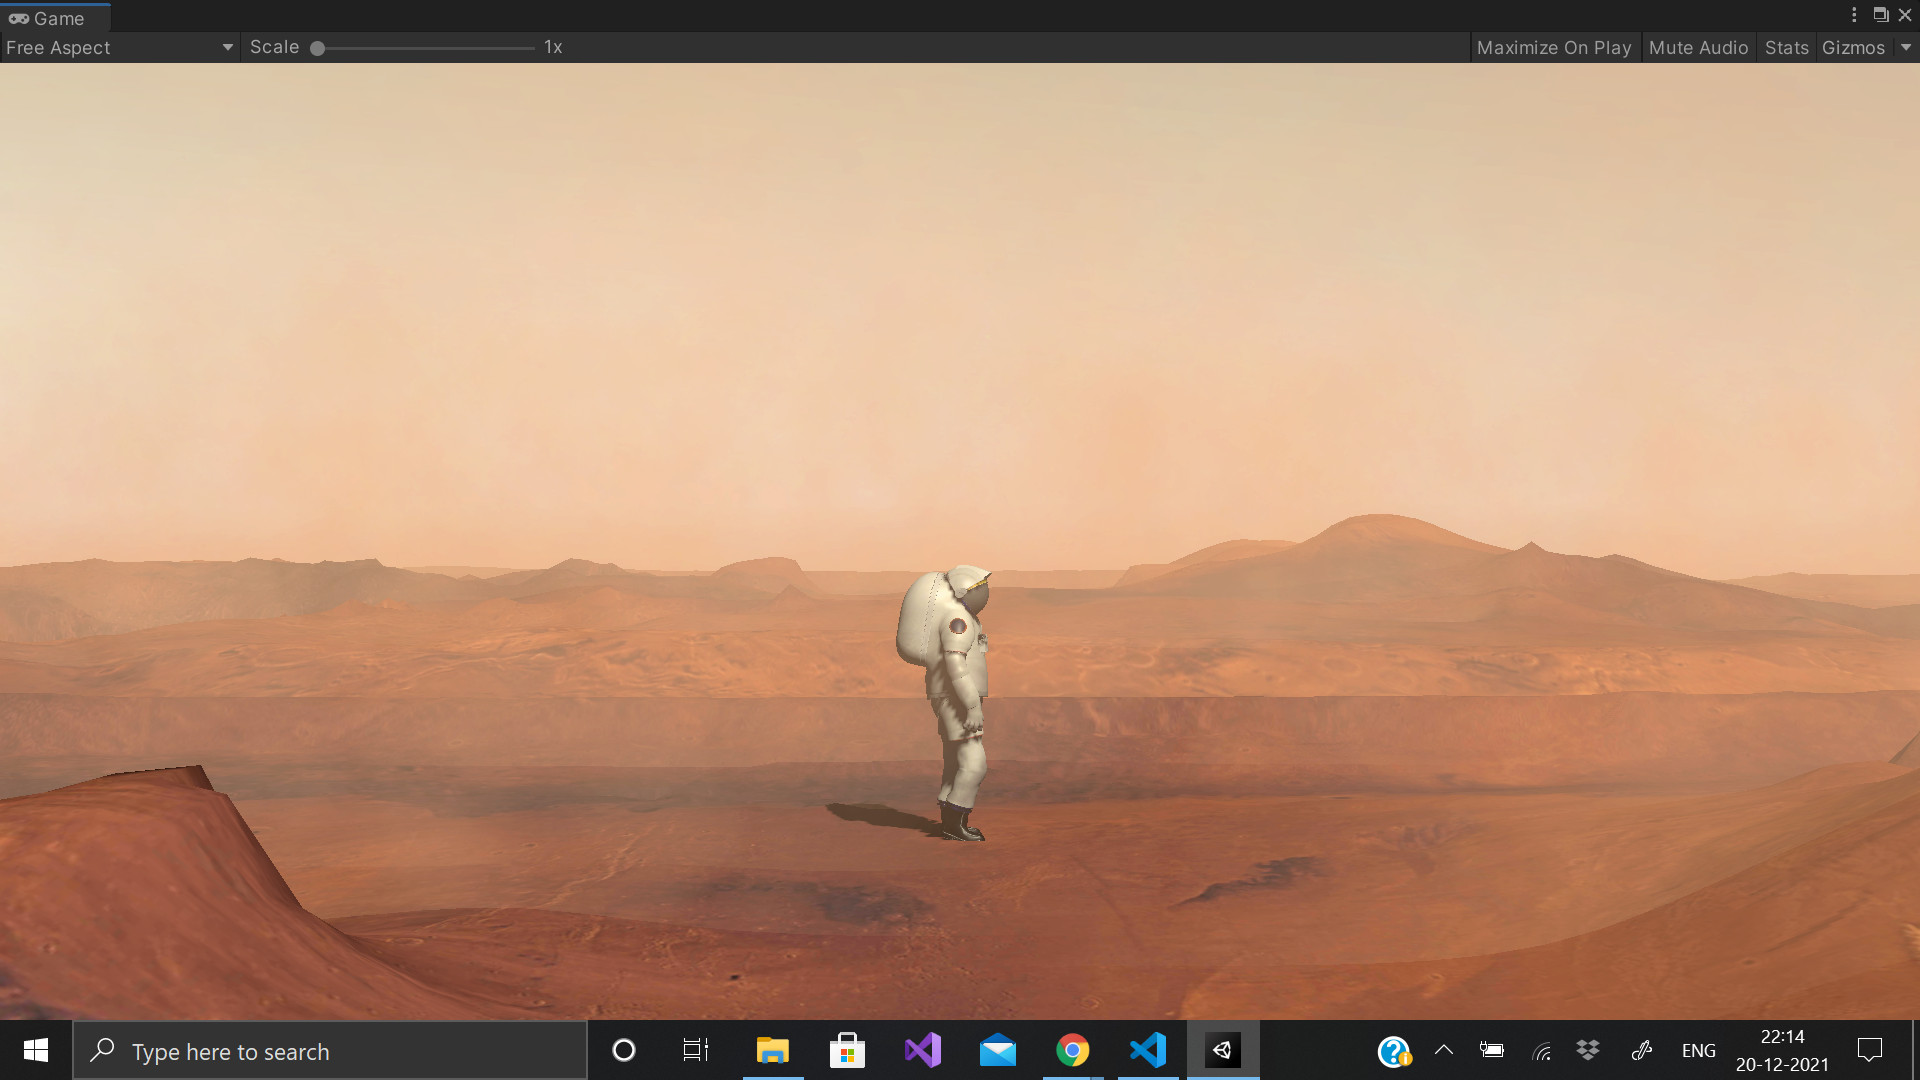 Game
Free Aspect Scale 1x Maximize On Play Mute Audio Stats Gizmos
Type here to search ENG 22:14
20-12-2021